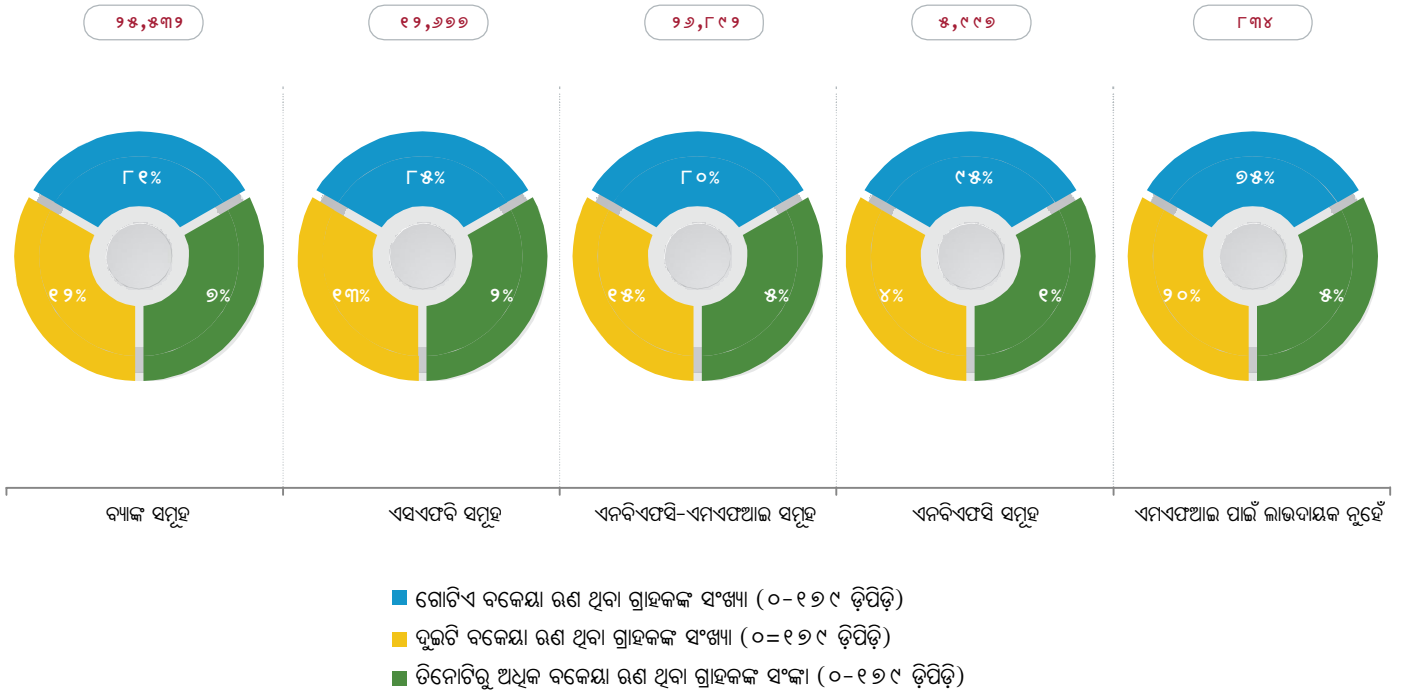 ୨୫,୫୩୨ ୧୨,୬୭୭ ୨୬,୮୯୨ ୫,୯୯୭ ୮୩୪
୮୧% ୮୫% ୮୦% ୯୫% ୭୫%
୧୨% ୭% ୧୩% ୨% ୧୫% ୫% ୪% ୧% ୨୦% ୫%
ବ୍ୟାଙ୍କ ସମୂହ ଏସଏଫବି ସମୂହ ଏନବିଏଫସି-ଏମଏଫଆଇ ସମୂହ ଏନବିଏଫସି ସମୂହ ଏମଏଫଆଇ ପାଇଁ ଲାଭଦାୟକ ନୁହେଁ
ଗୋଟିଏ ବକେୟା ଋଣ ଥିବା ଗ୍ରାହକଙ୍କ ସଂଖ୍ୟା (୦-୧୭୯ ଡ଼ିପିଡ଼ି)
ଦୁଇଟି ବକେୟା ଋଣ ଥିବା ଗ୍ରାହକଙ୍କ ସଂଖ୍ୟା (୦=୧୭୯ ଡ଼ିପିଡ଼ି)
ତିନୋଟିରୁ ଅଧିକ ବକେୟା ଋଣ ଥିବା ଗ୍ରାହକଙ୍କ ସଂଙ୍କା (୦-୧୭୯ ଡ଼ିପିଡ଼ି)